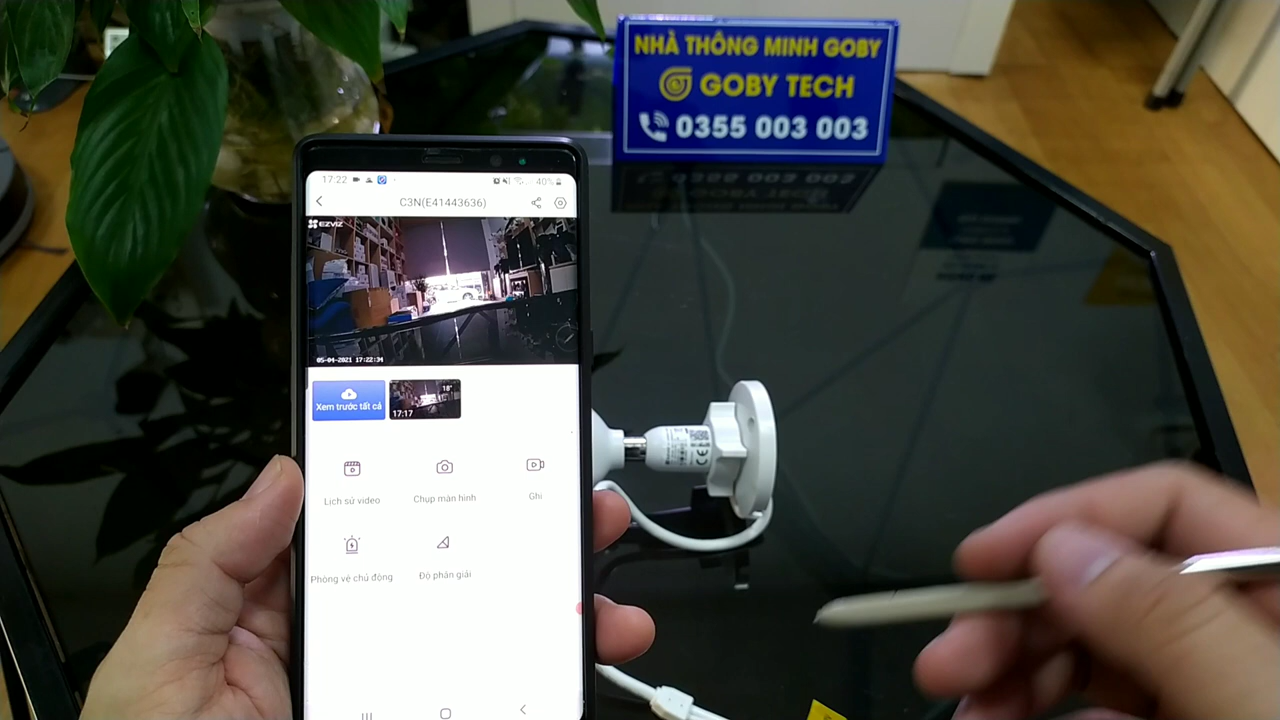 NHÀ THÔNG MINH GOBY
GOBY TECH
0355 003 003
17:22
40%
C3N(E41443636)
EZVIZ
05-04-2021 17:22:34
Xem trước tất cả
18"
17:17
Lịch sử video
Chụp màn hình
Ghi
Phòng vệ chủ động
Độ phân giải
CE